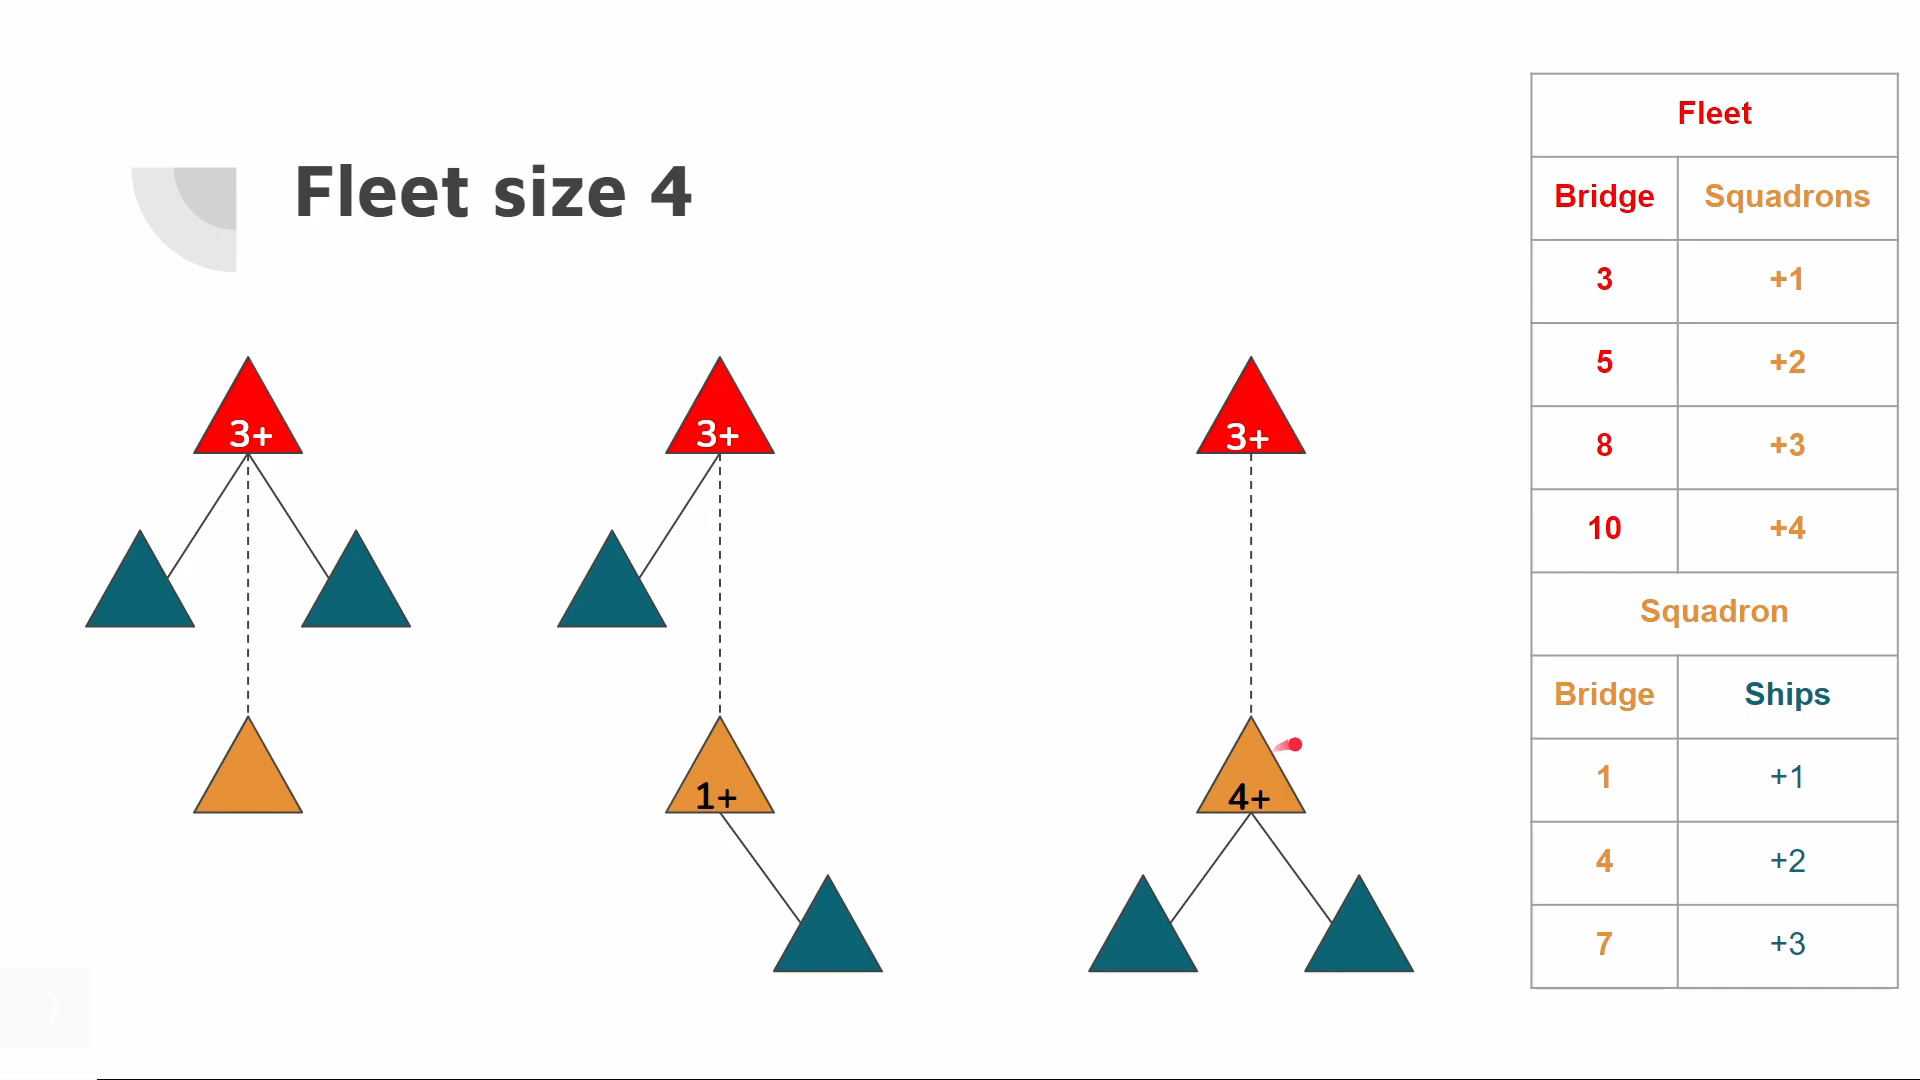 Fleet size 4
3+
3+
3+
1+
4+
Fleet
Bridge Squadrons
3 +1
5 +2
8 +3
10 +4
Squadron
Bridge Ships
1 +1
4 +2
7 +3